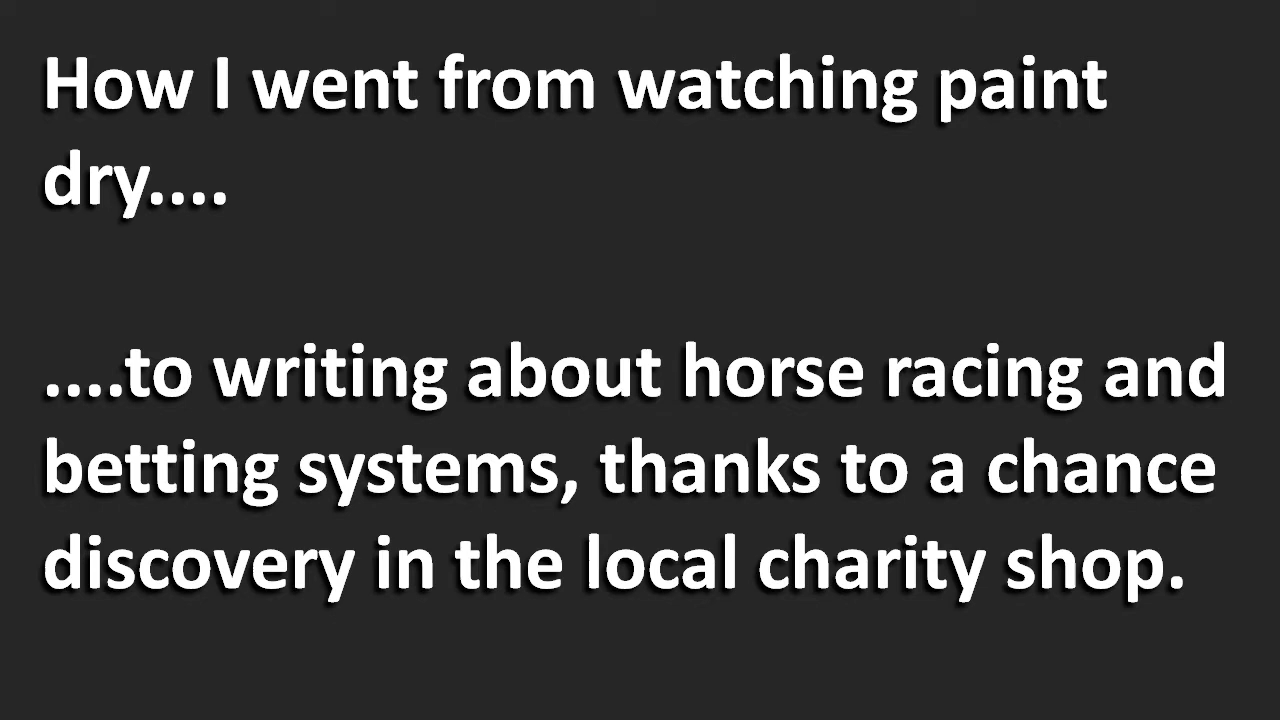 How I went from watching paint
dry....
....to writing about horse racing and
betting systems, thanks to a chance
discovery in the local charity shop.